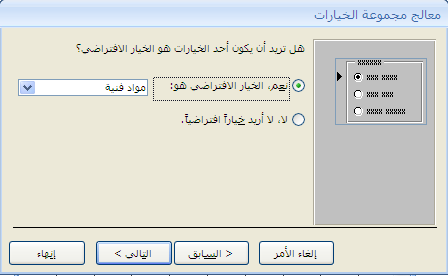 معالج مجموعة الخيارات
هل تريد أن يكون أحد الخيارات هو الخيار الافتراضي؟
نعم، الخيار الافتراضي هو:
مواد فنية
لا، لا أريد خياراً افتراضياً.
xxxxxx
xxx xxxx
xxx xxx
xxxx xxxxx
إلغاء الأمر
< السابق
التالي >
إنهاء